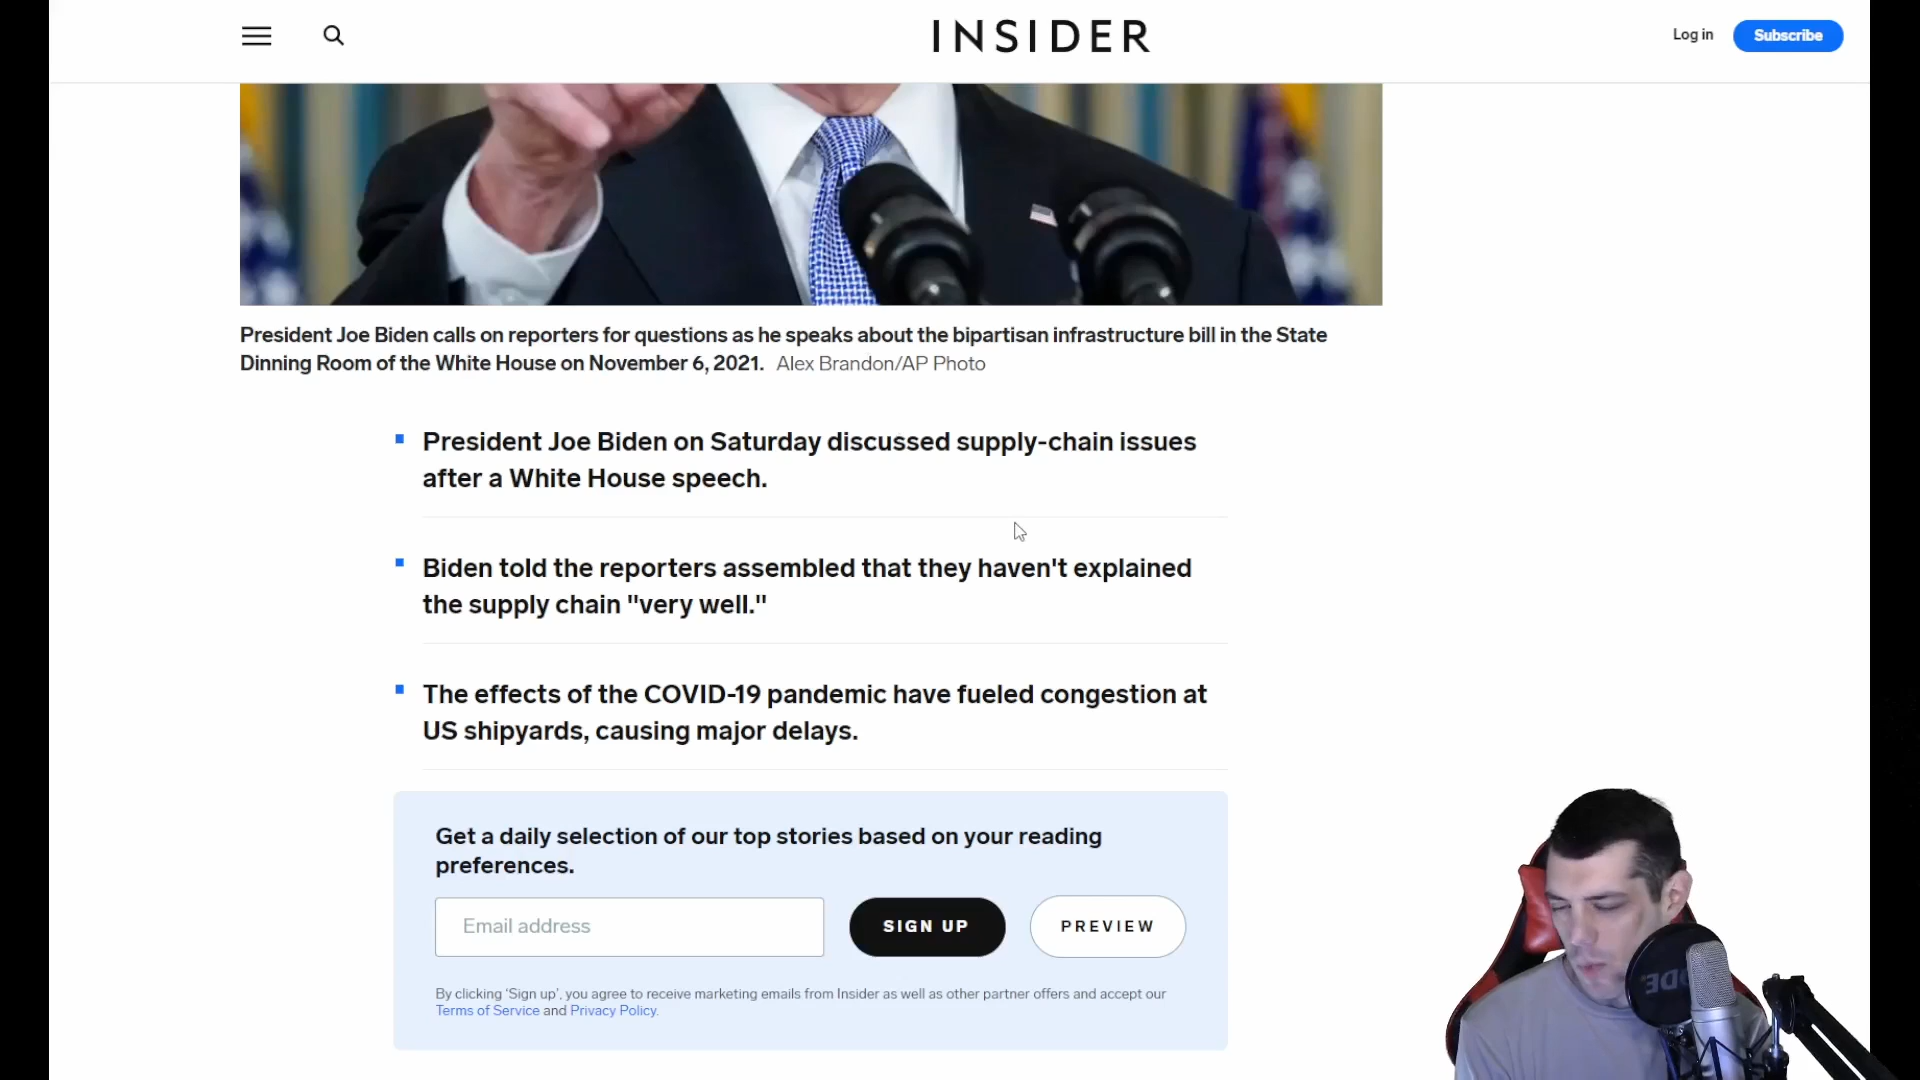 INSIDER
Log in
Subscribe
President Joe Biden calls on reporters for questions as he speaks about the bipartisan infrastructure bill in the State
Dinning Room of the White House on November 6, 2021. Alex Brandon/AP Photo
President Joe Biden on Saturday discussed supply-chain issues
after a White House speech.
Biden told the reporters assembled that they haven't explained
the supply chain "very well."
The effects of the COVID-19 pandemic have fueled congestion at
US shipyards, causing major delays.
Get a daily selection of our top stories based on your reading
preferences.
Email address
SIGN UP
PREVIEW
By clicking ‘Sign up’, you agree to receive marketing emails from Insider as well as other partner offers and accept our
Terms of Service and Privacy Policy.